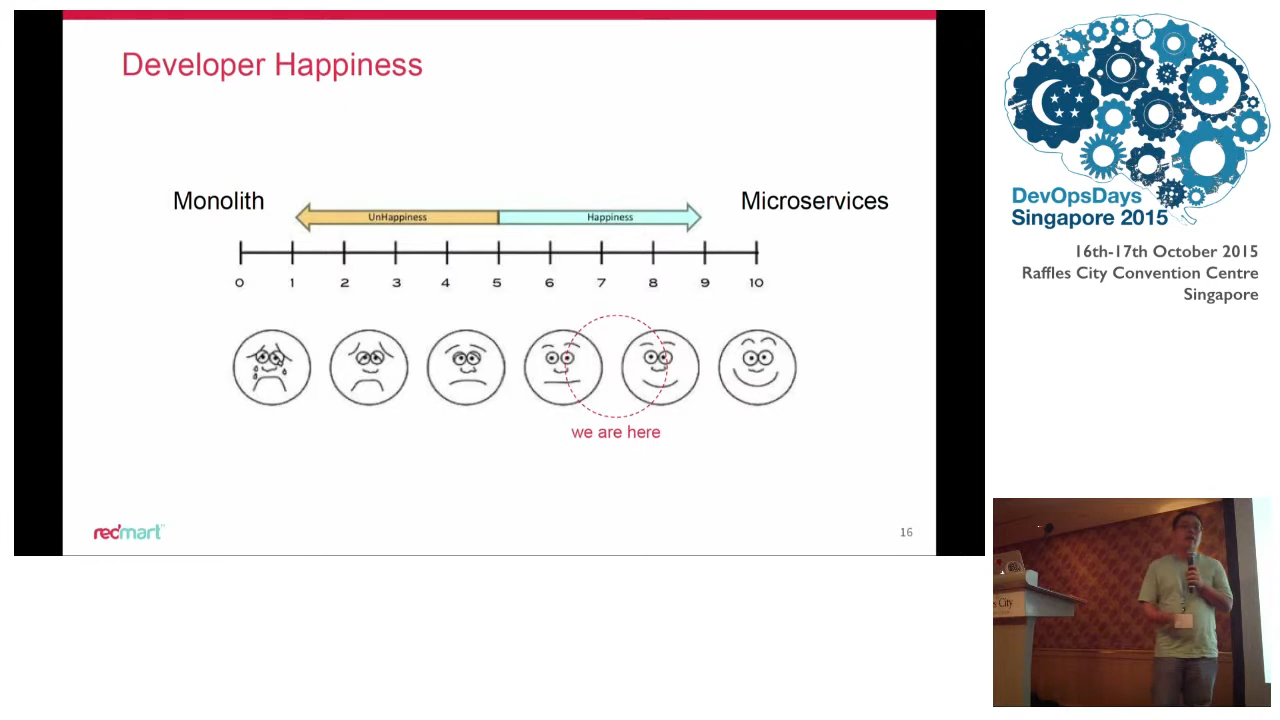 Developer Happiness
Monolith
Microservices
UnHappiness
Happiness
0 1 2 3 4 5 6 7 8 9 10
we are here
redmart
16
DevOpsDays
Singapore 2015
16th-17th October 2015
Raffles City Convention Centre
Singapore
City